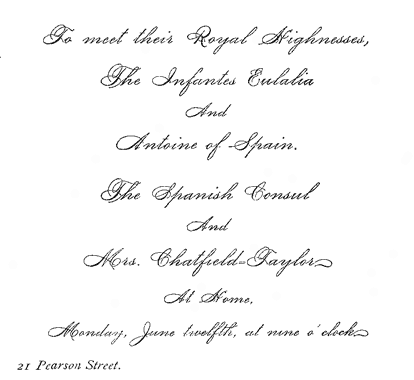 To meet their Royal Highnesses,
The Infantes Eulalia
And
Antoine of Spain.
The Spanish Consul
And
Mrs. Chatfield-Taylor
At Home,
Monday, June twelfth, at nine o'clock
21 Pearson Street.